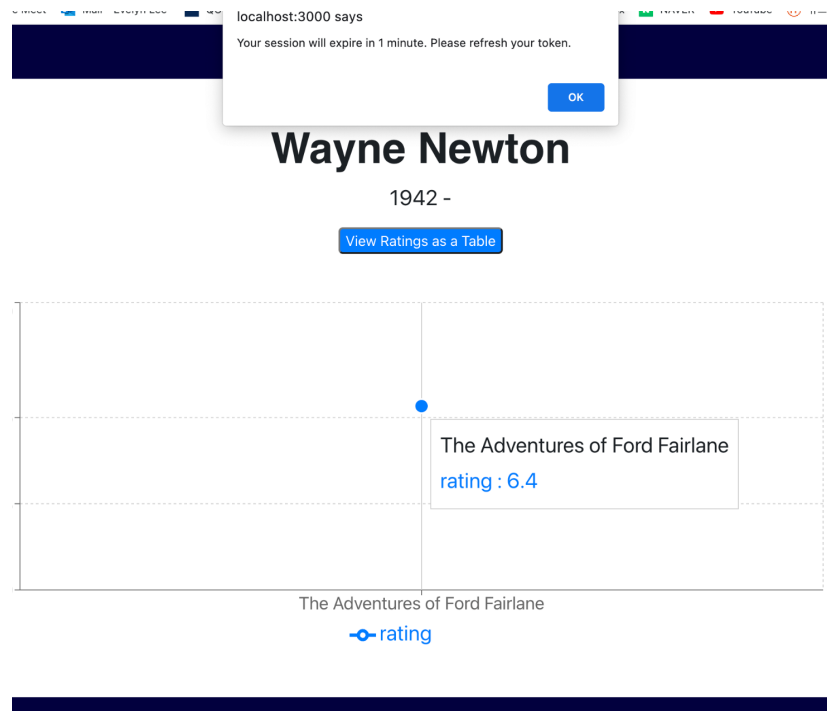 localhost:3000 says
Your session will expire in 1 minute. Please refresh your token.
OK
Wayne Newton
1942 -
View Ratings as a Table
The Adventures of Ford Fairlane
rating : 6.4
The Adventures of Ford Fairlane
rating